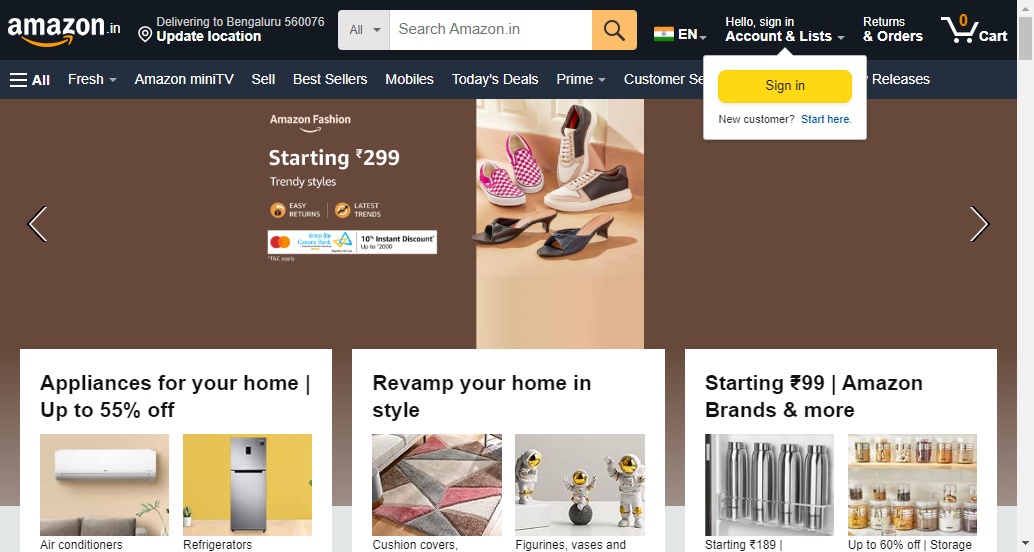 amazon.in
Delivering to Bengaluru 560076
Update location
All
Search Amazon.in
EN
Hello, sign in
Account & Lists
Returns
& Orders
0
Cart
All
Fresh
Amazon miniTV
Sell
Best Sellers
Mobiles
Today's Deals
Prime
Customer Se
Releases
Sign in
New customer? Start here.
Amazon Fashion
Starting ₹299
Trendy styles
EASY
RETURNS
LATEST
TRENDS
Canara Bank
10% Instant Discount*
Up to ₹2000
*T&C apply
Appliances for your home |
Up to 55% off
Revamp your home in
style
Starting ₹99 | Amazon
Brands & more
Air conditioners
Refrigerators
Cushion covers,
Figurines, vases and
Starting ₹189 |
Up to 60% off | Storage